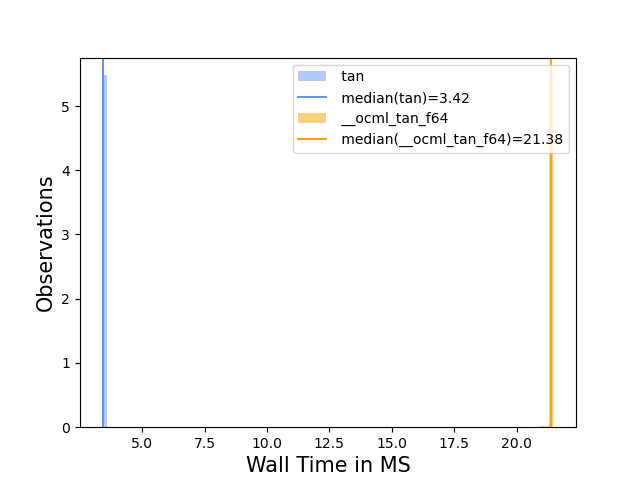 tan
median(tan)=3.42
__ocml_tan_f64
median(__ocml_tan_f64)=21.38
Observations
5
4
3
2
1
0
5.0 7.5 10.0 12.5 15.0 17.5 20.0
Wall Time in MS